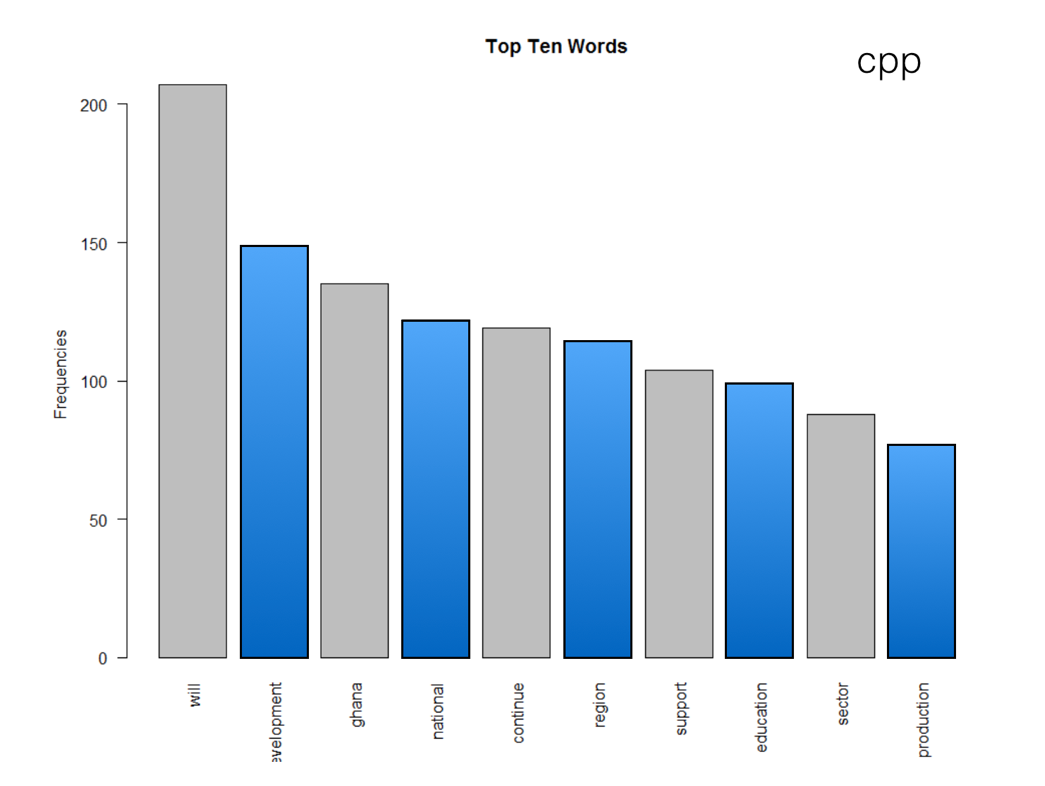 Top Ten Words
cpp
Frequencies
200
150
100
50
0
will
evelopment
ghana
national
continue
region
support
education
sector
production